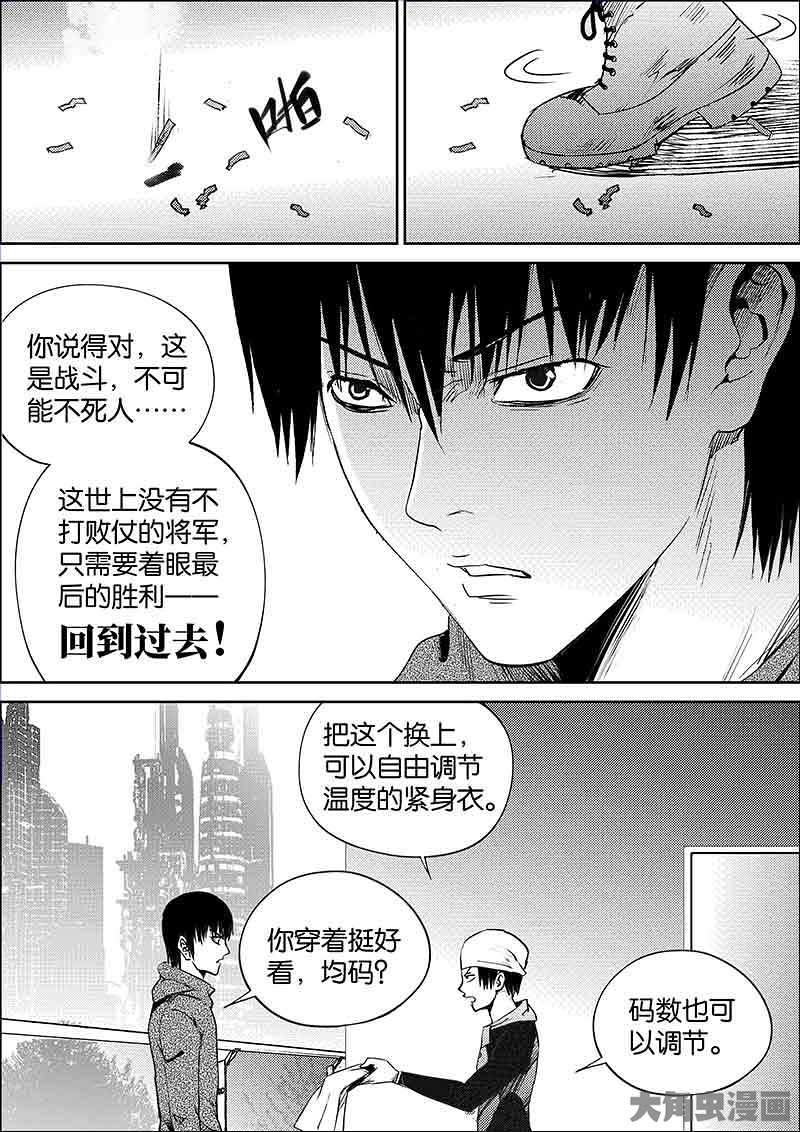 啪
你说得对，这
是战斗，不可
能不死人……
这世上没有不
打败仗的将军，
只需要着眼最
后的胜利——
回到过去！
把这个换上，
可以自由调节
温度的紧身衣。
你穿着挺好
看，均码？
码数也可
以调节。
大角虫漫画